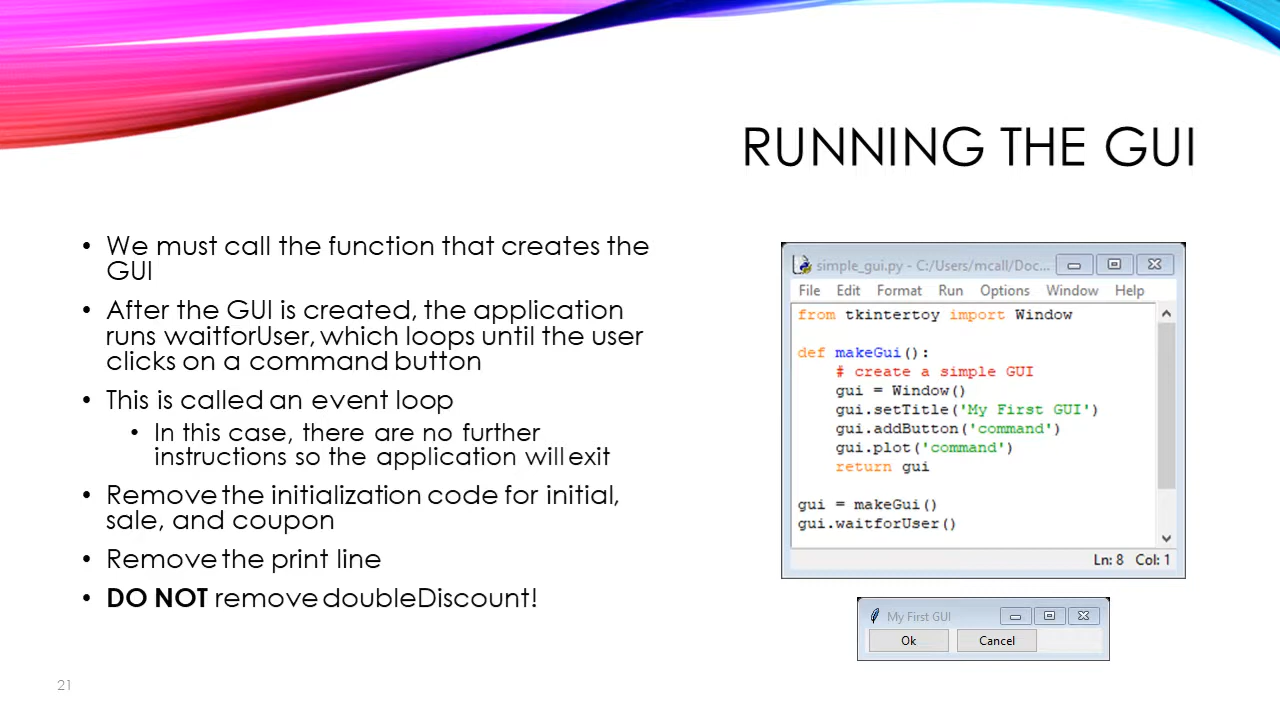 RUNNING THE GUI
• We must call the function that creates the
GUI
• After the GUI is created, the application
runs waitforUser, which loops until the user
clicks on a command button
• This is called an event loop
• In this case, there are no further
instructions so the application will exit
• Remove the initialization code for initial,
sale, and coupon
• Remove the print line
• DO NOT remove doubleDiscount!
simple_gui.py - C:/Users/mcall/Doc...
File Edit Format Run Options Window Help
from tkintertoy import Window
def makeGui():
# create a simple GUI
gui = Window()
gui.setTitle('My First GUI')
gui.addButton('command')
gui.plot('command')
return gui
gui = makeGui()
gui.waitforUser()
Ln: 8 Col: 1
My First GUI
Ok Cancel
21